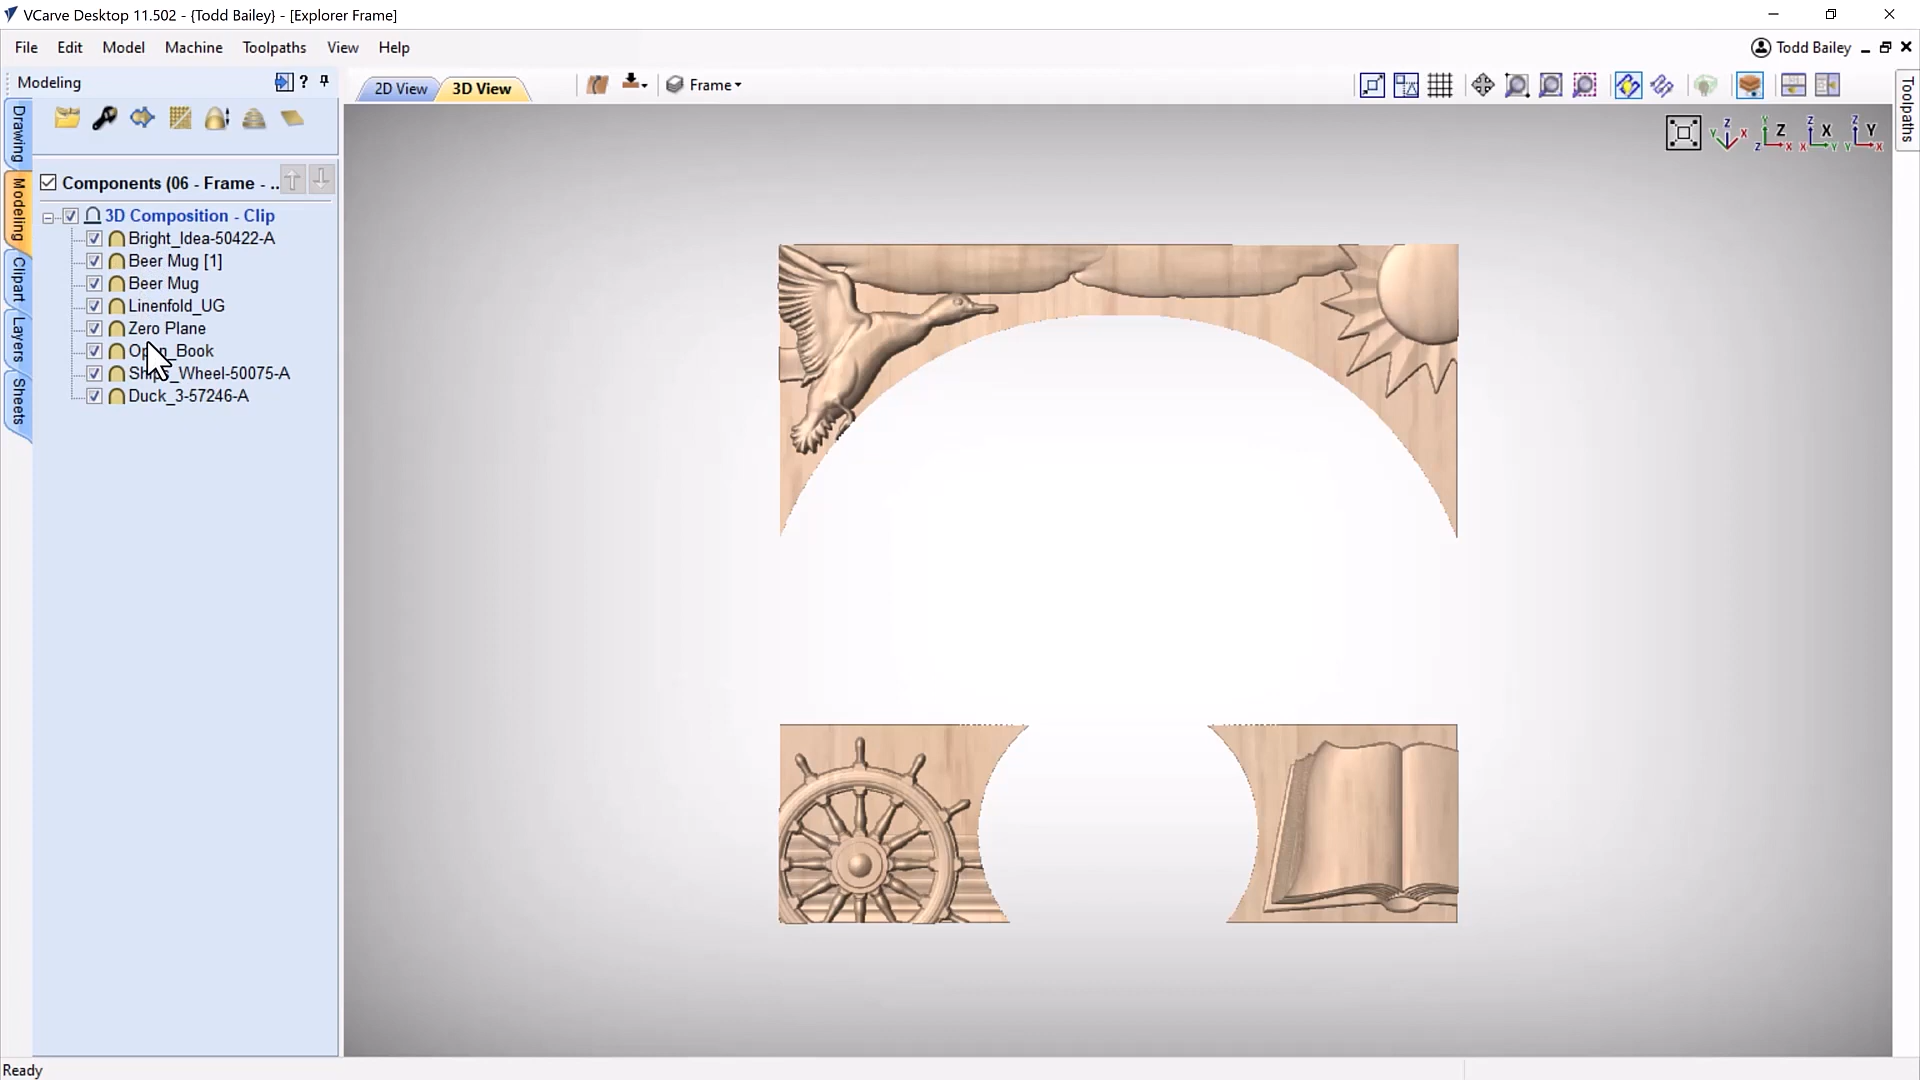 VCarve Desktop 11.502 - {Todd Bailey} - [Explorer Frame]
File Edit Model Machine Toolpaths View Help
Todd Bailey
Modeling
?
2D View
3D View
Frame
Toolpaths
Drawing
Modeling
Clipart
Layers
Sheets
Components (06 - Frame - ..
3D Composition - Clip
Bright_Idea-50422-A
Beer Mug [1]
Beer Mug
Linenfold_UG
Zero Plane
Open_Book
Ships_Wheel-50075-A
Duck_3-57246-A
Z
Y X
Y
Z
Z X
Z
X
X Y
Z
Y
Y X
Ready